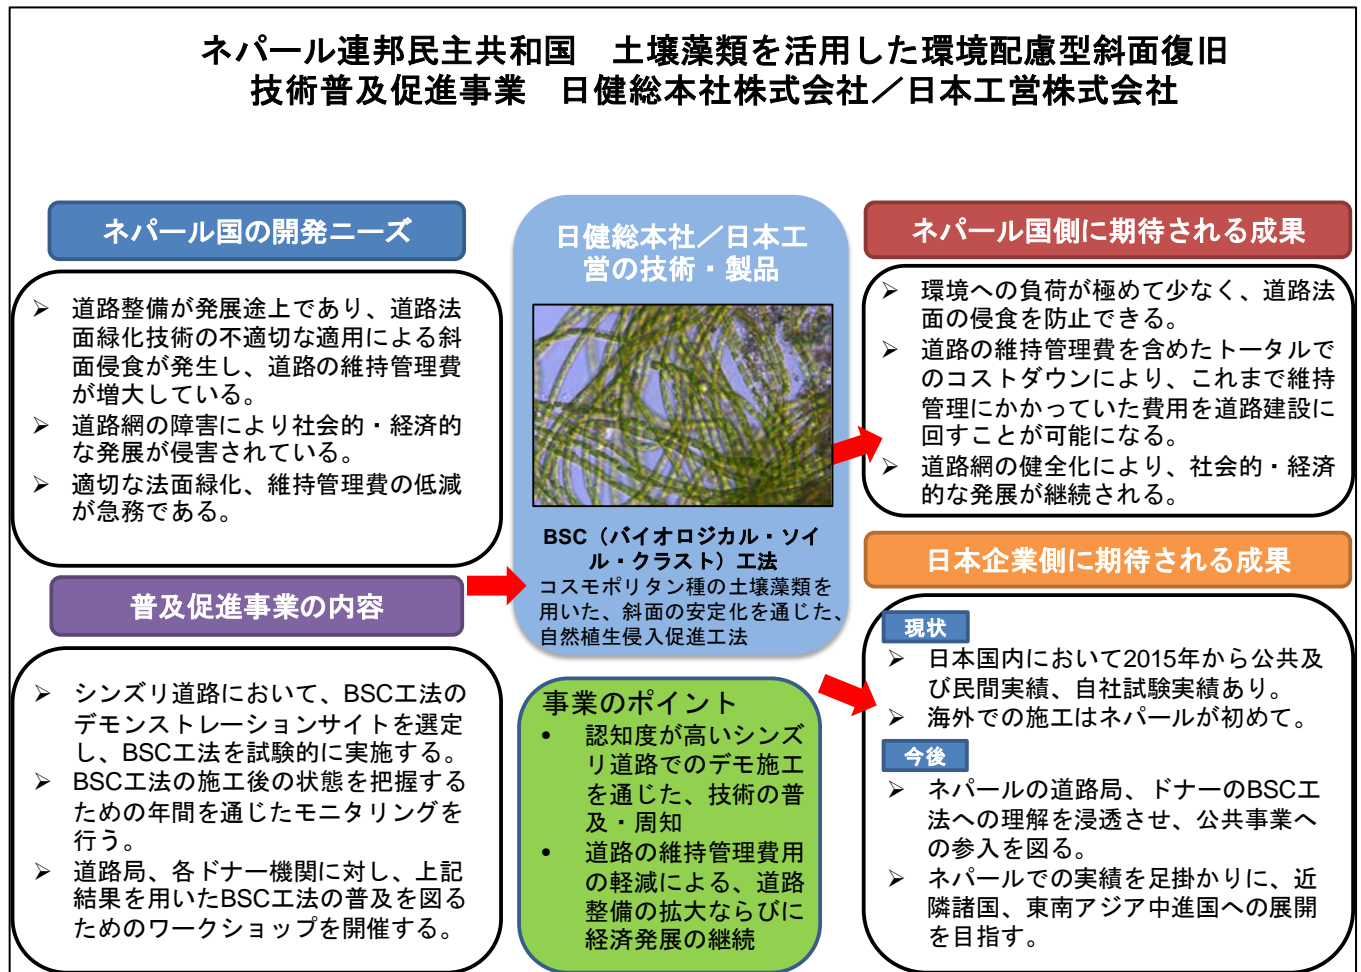 ネパール連邦民主共和国　土壌藻類を活用した環境配慮型斜面復旧
技術普及促進事業　日健総本社株式会社／日本工営株式会社
ネパール国の開発ニーズ
➢ 道路整備が発展途上であり、道路法
面緑化技術の不適切な適用による斜
面侵食が発生し、道路の維持管理費
が増大している。
➢ 道路網の障害により社会的・経済的
な発展が侵害されている。
➢ 適切な法面緑化、維持管理費の低減
が急務である。
普及促進事業の内容
➢ シンズリ道路において、BSC工法の
デモンストレーションサイトを選定
し、BSC工法を試験的に実施する。
➢ BSC工法の施工後の状態を把握する
ための年間を通じたモニタリングを
行う。
➢ 道路局、各ドナー機関に対し、上記
結果を用いたBSC工法の普及を図る
ためのワークショップを開催する。
日健総本社／日本工
営の技術・製品
BSC（バイオロジカル・ソイ
ル・クラスト）工法
コスモポリタン種の土壌藻類を
用いた、斜面の安定化を通じた、
自然植生侵入促進工法
事業のポイント
• 認知度が高いシンズ
リ道路でのデモ施工
を通じた、技術の普
及・周知
• 道路の維持管理費用
の軽減による、道路
整備の拡大ならびに
経済発展の継続
ネパール国側に期待される成果
➢ 環境への負荷が極めて少なく、道路法
面の侵食を防止できる。
➢ 道路の維持管理費を含めたトータルで
のコストダウンにより、これまで維持
管理にかかっていた費用を道路建設に
回すことが可能になる。
➢ 道路網の健全化により、社会的・経済
的な発展が継続される。
日本企業側に期待される成果
現状
➢ 日本国内において2015年から公共及
び民間実績、自社試験実績あり。
➢ 海外での施工はネパールが初めて。
今後
➢ ネパールの道路局、ドナーのBSC工
法への理解を浸透させ、公共事業へ
の参入を図る。
➢ ネパールでの実績を足掛かりに、近
隣諸国、東南アジア中進国への展開
を目指す。